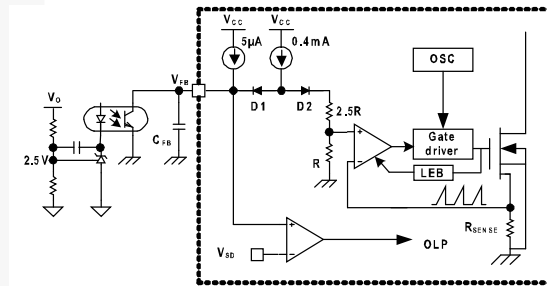 Vcc Vcc
5µA 0.4mA
OSC
VFB
D1 D2
2.5R
R
Gate
driver
LEB
Vo
CFB
2.5V
RSENSE
VSD
OLP
+
-
+
-